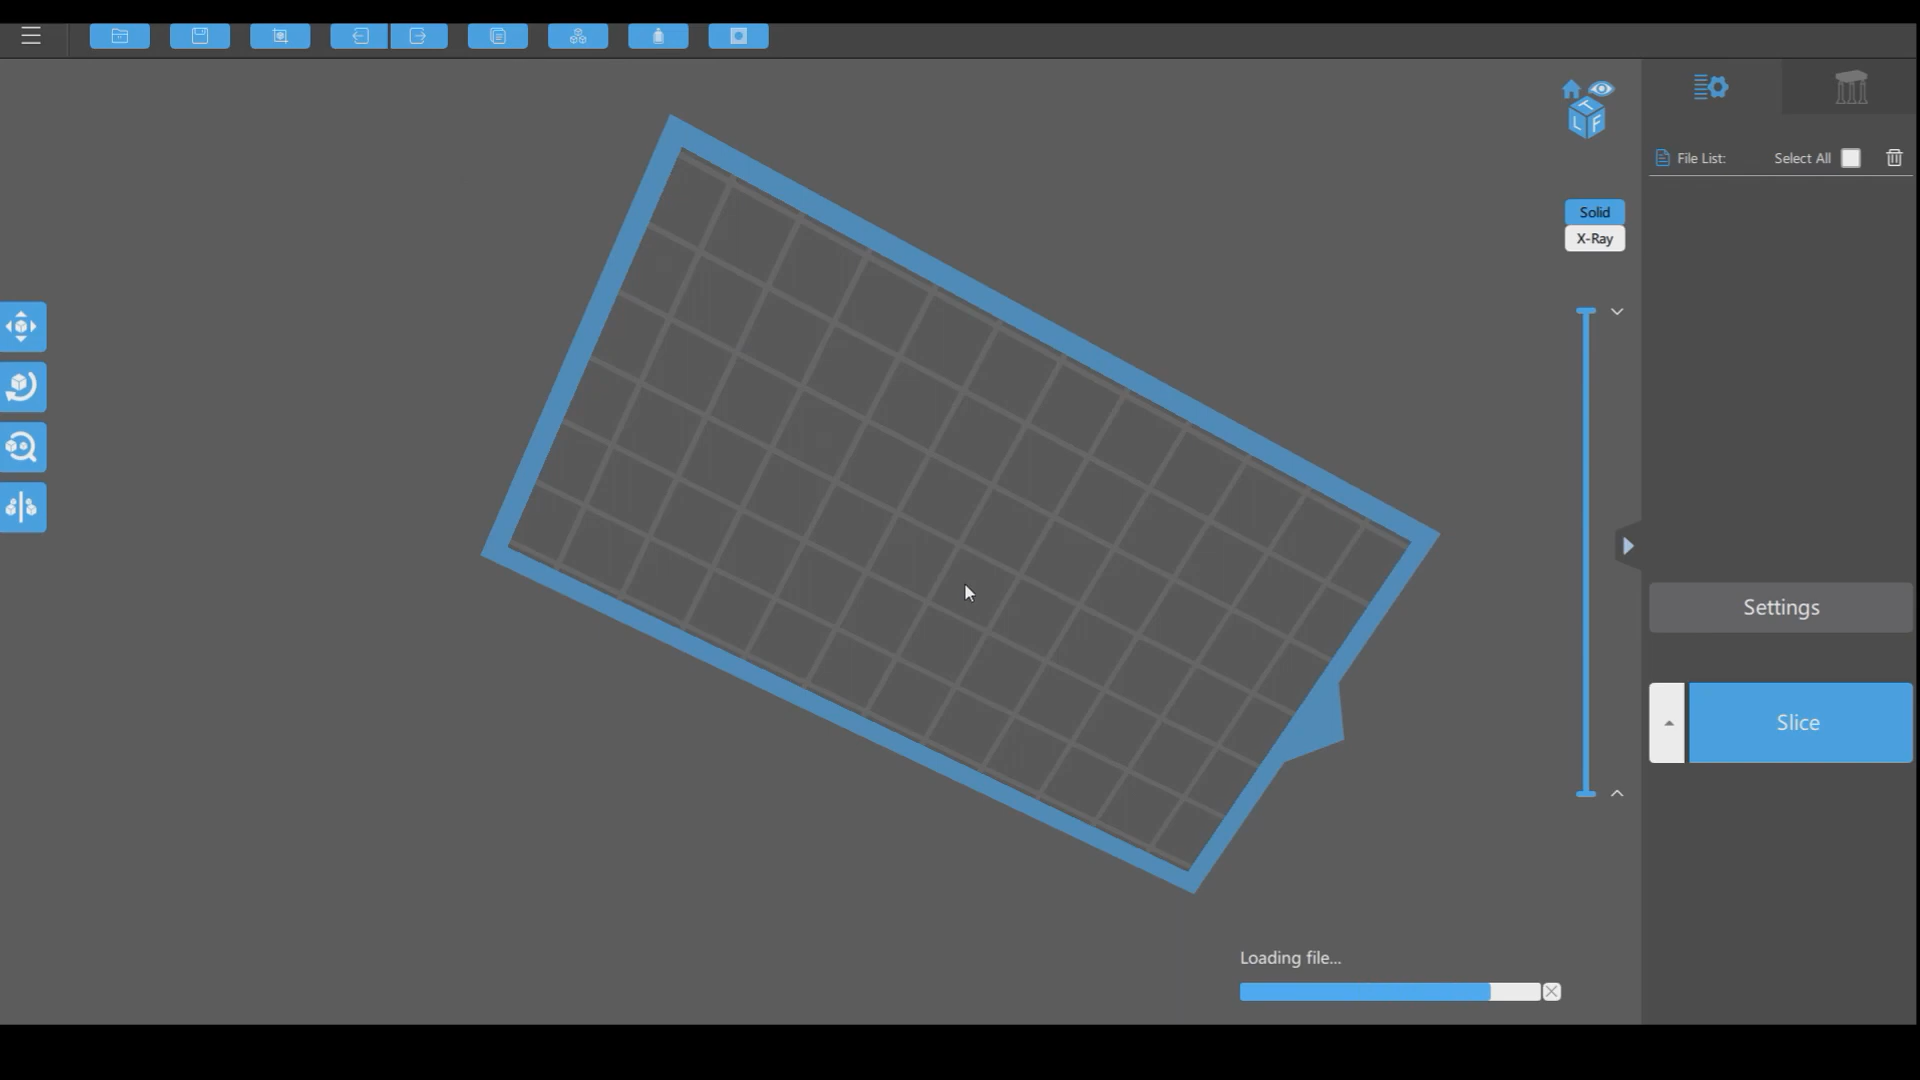 T
L F
File List:
Select All
Solid
X-Ray
Settings
Slice
Loading file...